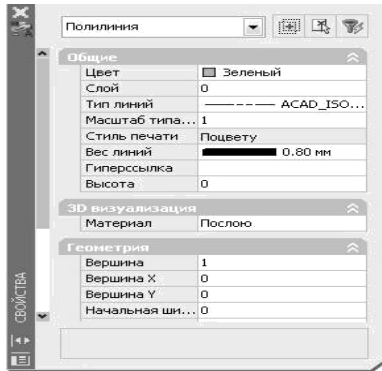 Полилиния
Общие
Цвет Зеленый
Слой 0
Тип линий ACAD_ISO...
Масштаб типа... 1
Стиль печати Поцвету
Вес линий 0.80 мм
Гиперссылка
Высота 0
3D визуализация
Материал Послою
Геометрия
Вершина 1
Вершина X 0
Вершина Y 0
Начальная ши... 0
СВОЙСТВА